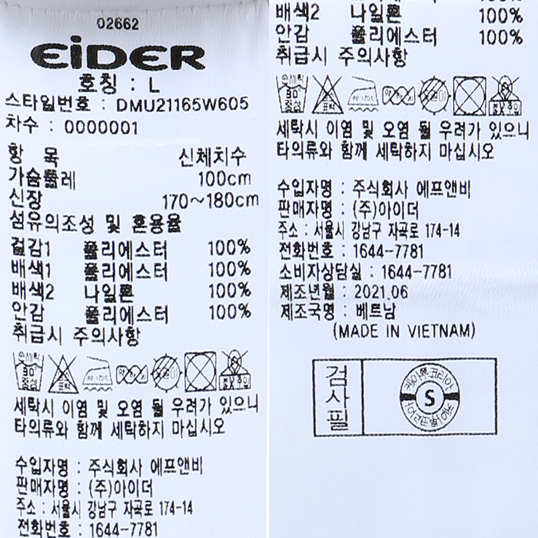 02662
EiDER
호칭 : L
스타일번호 : DMU21165W605
차수 : 0000001
항 목 신체치수
가슴둘레 100cm
신장 170~180cm
섬유의조성 및 혼용율
겉감1 폴리에스터 100%
배색1 폴리에스터 100%
배색2 나일론 100%
안감 폴리에스터 100%
취급시 주의사항
세탁시 이염 및 오염 될 우려가 있으니
타의류와 함께 세탁하지 마십시오
수입자명 : 주식회사 에프앤비
판매자명 : (주)아이더
주소 : 서울시 강남구 자곡로 174-14
전화번호 : 1644-7781
배색2 나일론 100%
안감 폴리에스터 100%
취급시 주의사항
세탁시 이염 및 오염 될 우려가 있으니
타의류와 함께 세탁하지 마십시오
수입자명 : 주식회사 에프앤비
판매자명 : (주)아이더
주소 : 서울시 강남구 자곡로 174-14
전화번호 : 1644-7781
소비자상담실 : 1644-7781
제조년월 : 2021.06
제조국명 : 베트남
(MADE IN VIETNAM)
검사필
S